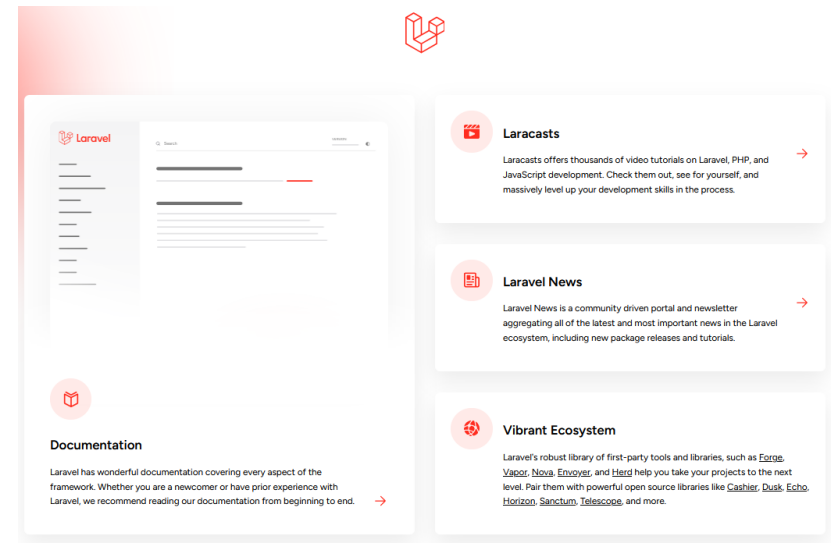 Laravel
Search
Documentation
Laravel has wonderful documentation covering every aspect of the
framework. Whether you are a newcomer or have prior experience with
Laravel, we recommend reading our documentation from beginning to end.
Laracasts
Laracasts offers thousands of video tutorials on Laravel, PHP, and
JavaScript development. Check them out, see for yourself, and
massively level up your development skills in the process.
Laravel News
Laravel News is a community driven portal and newsletter
aggregating all of the latest and most important news in the Laravel
ecosystem, including new package releases and tutorials.
Vibrant Ecosystem
Laravel's robust library of first-party tools and libraries, such as Forge,
Vapor, Nova, Envoyer, and Herd help you take your projects to the next
level. Pair them with powerful open source libraries like Cashier, Dusk, Echo,
Horizon, Sanctum, Telescope, and more.